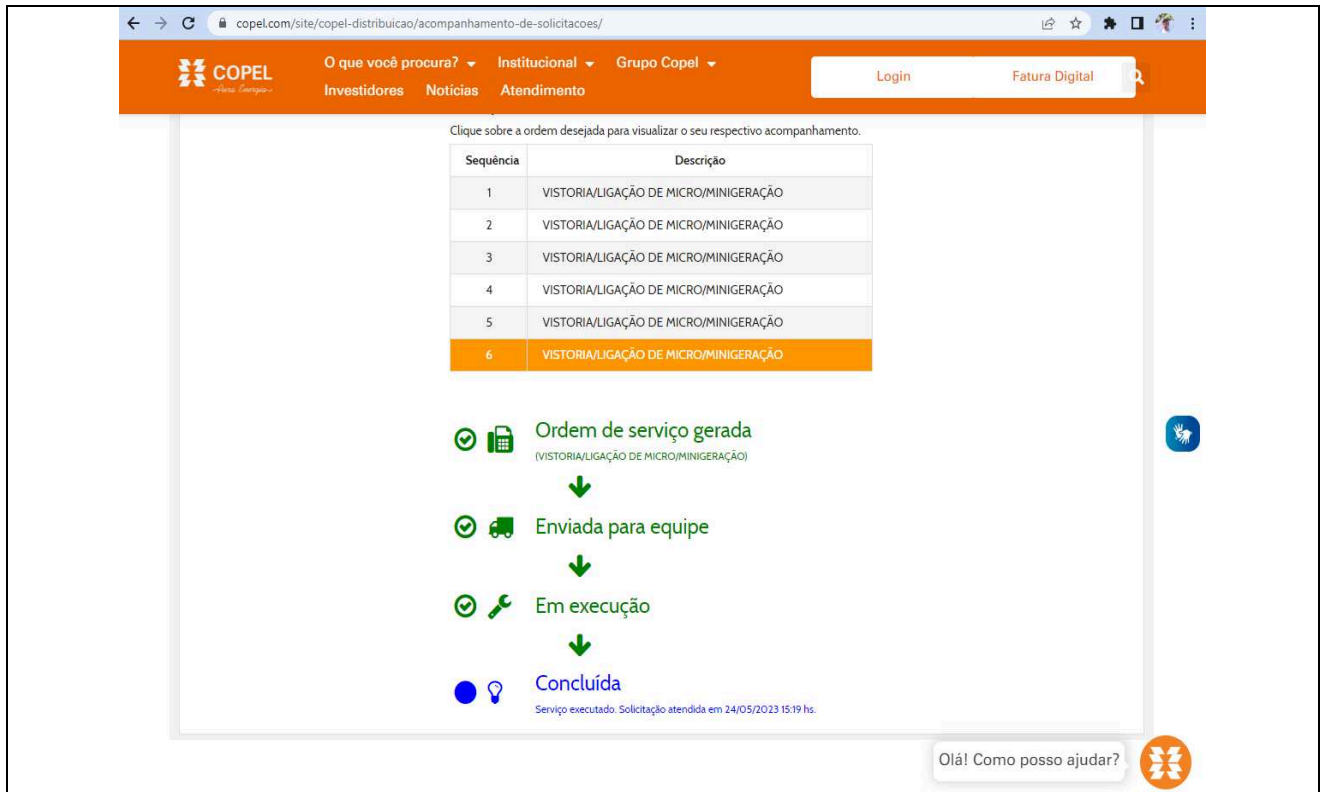 copel.com/site/copel-distribuicao/acompanhamento-de-solicitacoes/
COPEL
Pura Energia
O que você procura? Institucional Grupo Copel
Investidores Notícias Atendimento
Login Fatura Digital
Clique sobre a ordem desejada para visualizar o seu respectivo acompanhamento.
Sequência Descrição
1 VISTORIA/LIGAÇÃO DE MICRO/MINIGERAÇÃO
2 VISTORIA/LIGAÇÃO DE MICRO/MINIGERAÇÃO
3 VISTORIA/LIGAÇÃO DE MICRO/MINIGERAÇÃO
4 VISTORIA/LIGAÇÃO DE MICRO/MINIGERAÇÃO
5 VISTORIA/LIGAÇÃO DE MICRO/MINIGERAÇÃO
6 VISTORIA/LIGAÇÃO DE MICRO/MINIGERAÇÃO
Ordem de serviço gerada
(VISTORIA/LIGAÇÃO DE MICRO/MINIGERAÇÃO)
Enviada para equipe
Em execução
Concluída
Serviço executado. Solicitação atendida em 24/05/2023 15:19 hs.
Olá! Como posso ajudar?